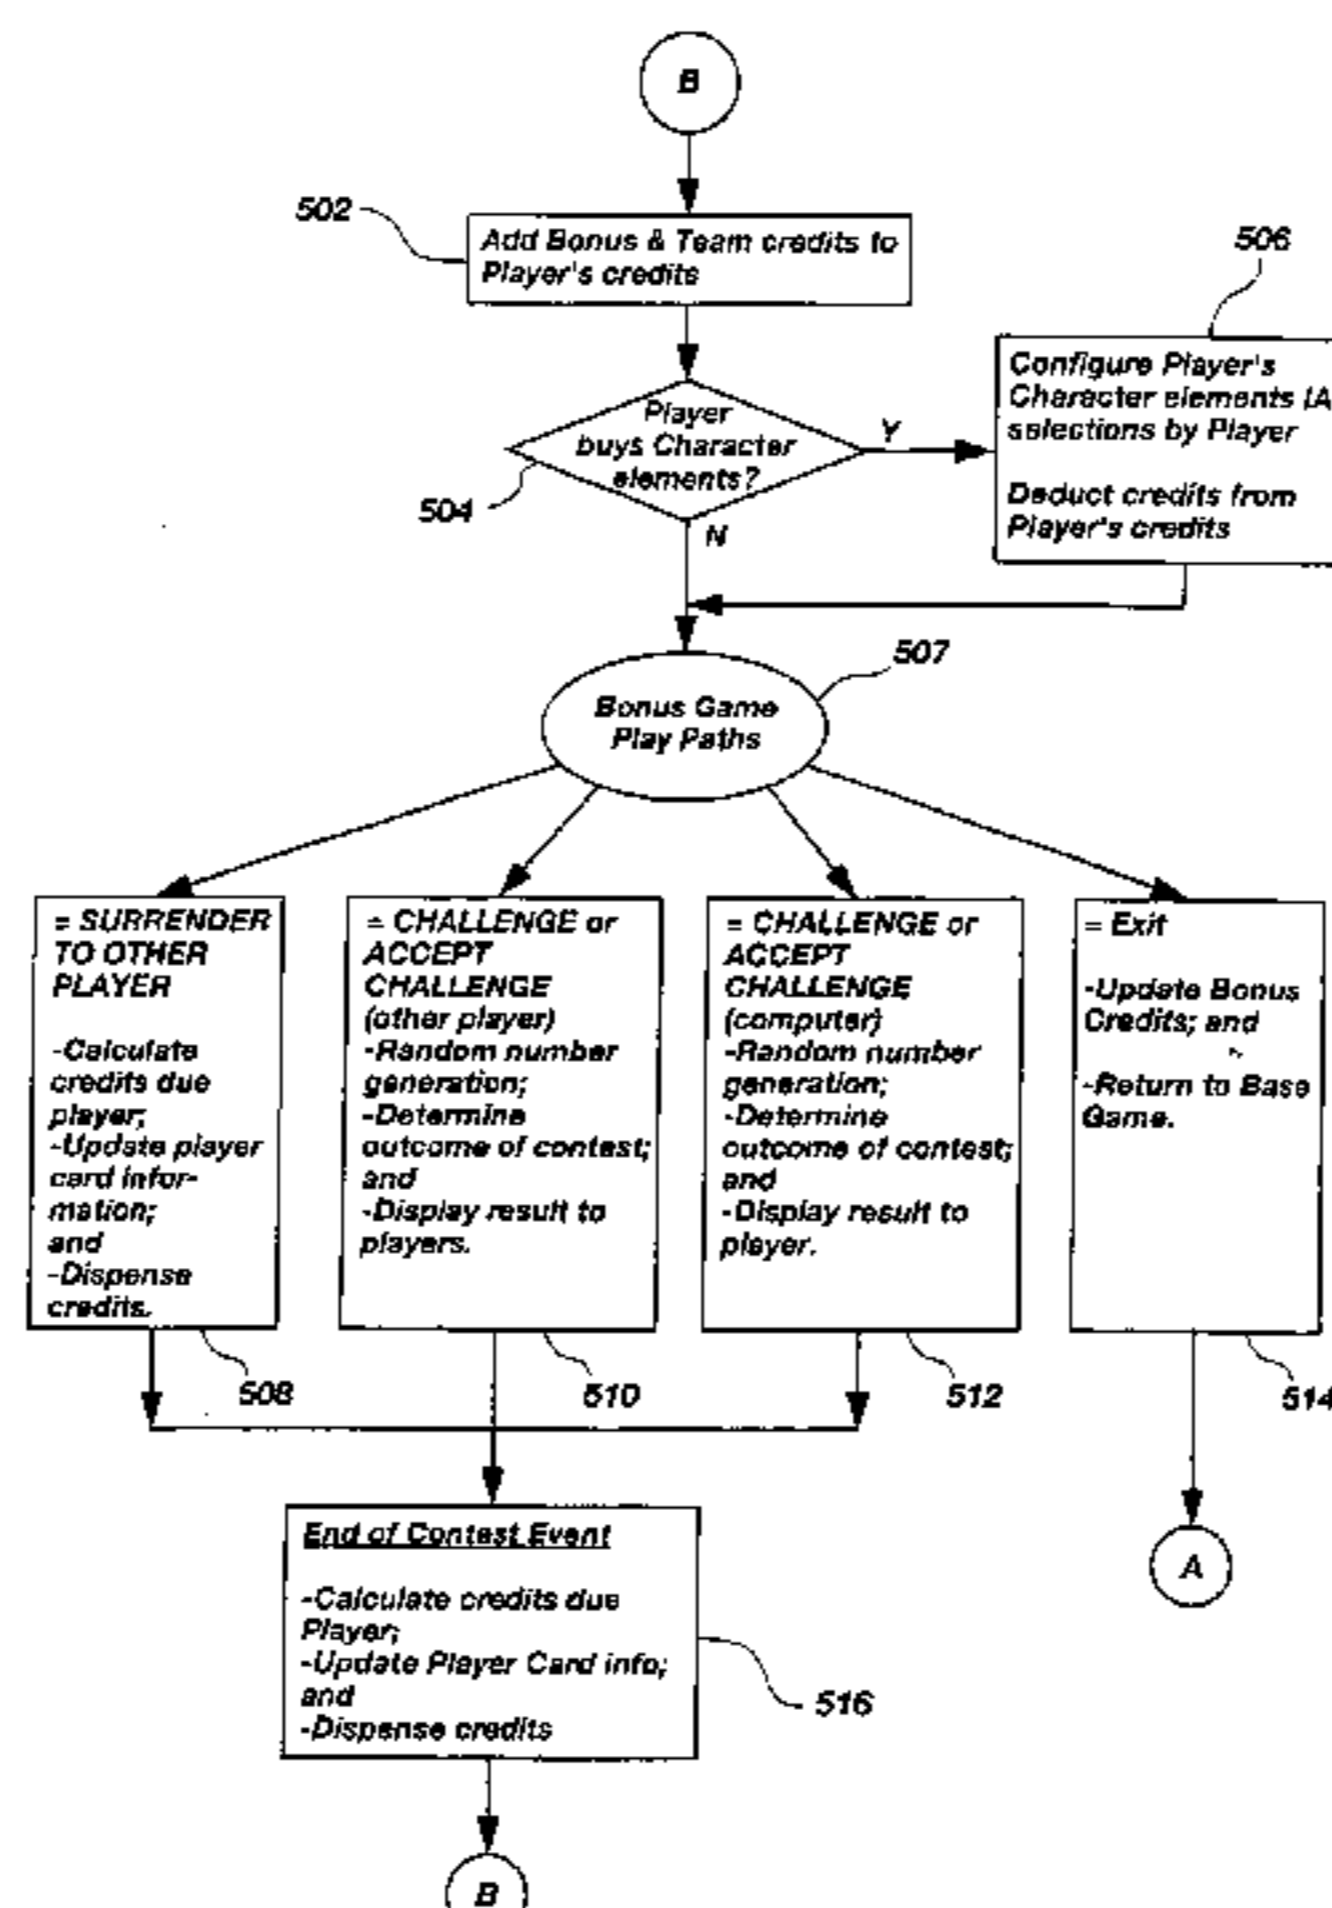 B
502
Add Bonus & Team credits to
Player's credits
506
Configure Player's
Character elements (A
selections by Player
Deduct credits from
Player's credits
Player
buys Character
elements?
Y
504
N
507
Bonus Game
Play Paths
= SURRENDER
TO OTHER
PLAYER
-Calculate
credits due
player;
-Update player
card infor-
mation;
and
-Dispense
credits.
508
= CHALLENGE or
ACCEPT
CHALLENGE
(other player)
-Random number
generation;
-Determine
outcome of contest;
and
-Display result to
players.
510
= CHALLENGE or
ACCEPT
CHALLENGE
(computer)
-Random number
generation;
-Determine
outcome of contest;
and
-Display result to
player.
512
= Exit
-Update Bonus
Credits; and
-Return to Base
Game.
514
A
End of Contest Event
-Calculate credits due
Player;
-Update Player Card info;
and
-Dispense credits
516
B